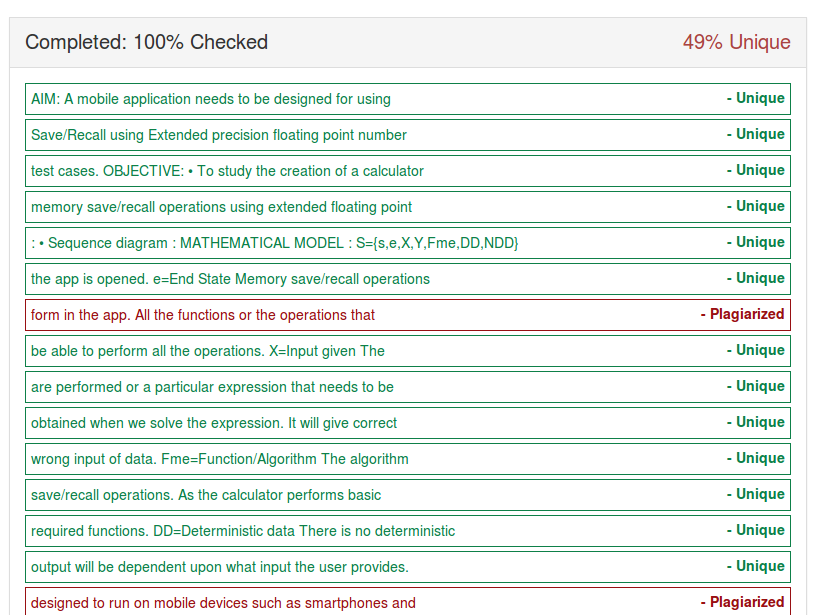 Completed: 100% Checked 49% Unique
AIM: A mobile application needs to be designed for using - Unique
Save/Recall using Extended precision floating point number - Unique
test cases. OBJECTIVE: • To study the creation of a calculator - Unique
memory save/recall operations using extended floating point - Unique
: • Sequence diagram : MATHEMATICAL MODEL : S={s,e,X,Y,Fme,DD,NDD} - Unique
the app is opened. e=End State Memory save/recall operations - Unique
form in the app. All the functions or the operations that - Plagiarized
be able to perform all the operations. X=Input given The - Unique
are performed or a particular expression that needs to be - Unique
obtained when we solve the expression. It will give correct - Unique
wrong input of data. Fme=Function/Algorithm The algorithm - Unique
save/recall operations. As the calculator performs basic - Unique
required functions. DD=Deterministic data There is no deterministic - Unique
output will be dependent upon what input the user provides. - Unique
designed to run on mobile devices such as smartphones and - Plagiarized